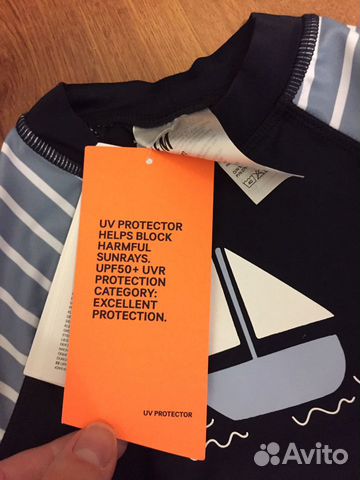 UV PROTECTOR
HELPS BLOCK
HARMFUL
SUNRAYS.
UPF50+ UVR
PROTECTION
CATEGORY:
EXCELLENT
PROTECTION.
UV PROTECTOR
Avito